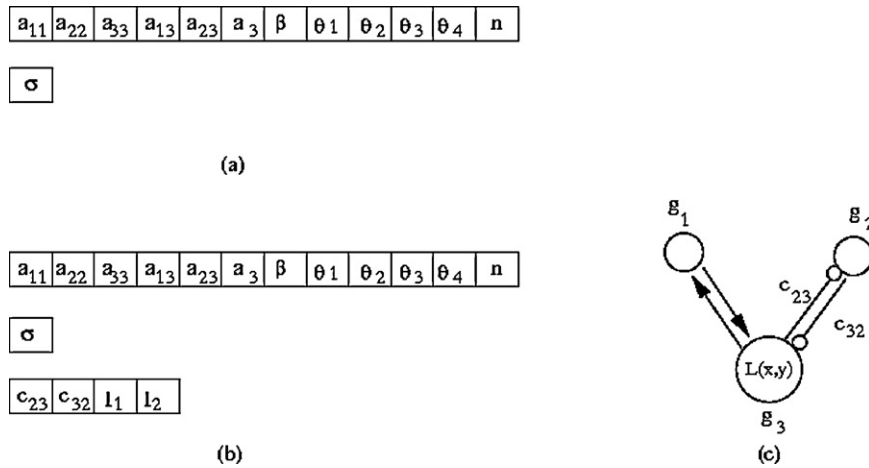 a₁₁ a₂₂ a₃₃ a₁₃ a₂₃ a₃ β θ1 θ₂ θ₃ θ₄ n
σ
(a)
a₁₁ a₂₂ a₃₃ a₁₃ a₂₃ a₃ β θ1 θ₂ θ₃ θ₄ n
σ
c₂₃ c₃₂ l₁ l₂
(b)
g₁
g₂
c₂₃
c₃₂
L(x,y)
g₃
(c)